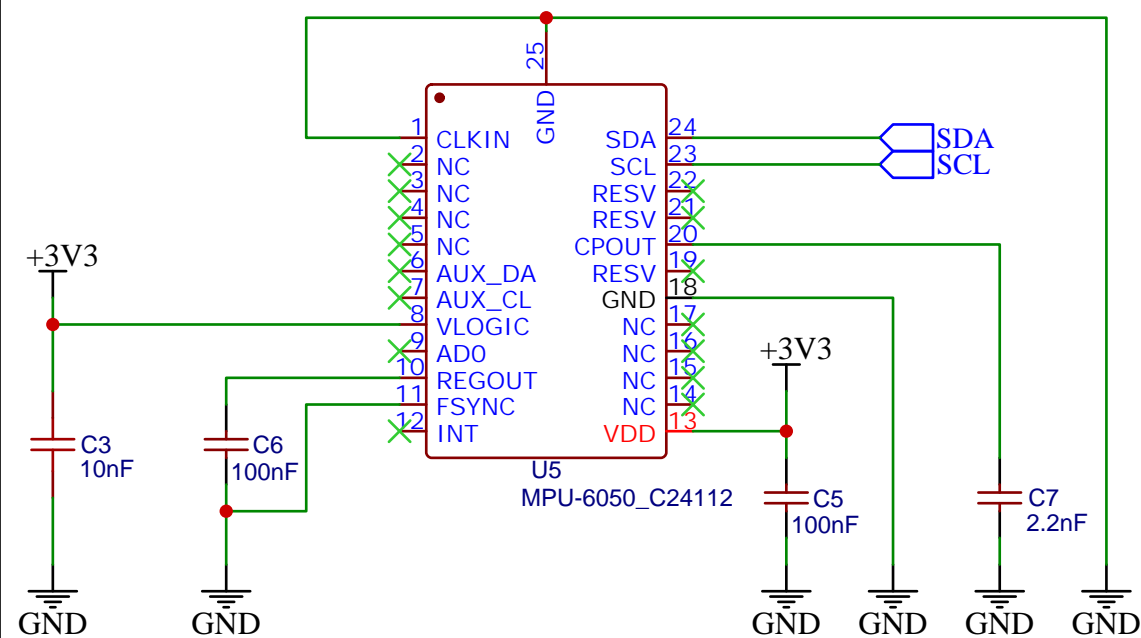 25
GND
1 CLKIN
2 NC
3 NC
4 NC
5 NC
6 AUX_DA
7 AUX_CL
8 VLOGIC
9 AD0
10 REGOUT
11 FSYNC
12 INT
SDA 24
SCL 23
RESV 22
RESV 21
CPOUT 20
RESV 19
GND 18
NC 17
NC 16
NC 15
NC 14
VDD 13
SDA
SCL
+3V3
+3V3
C3
10nF
C6
100nF
U5
MPU-6050_C24112
C5
100nF
C7
2.2nF
GND
GND
GND
GND
GND
GND